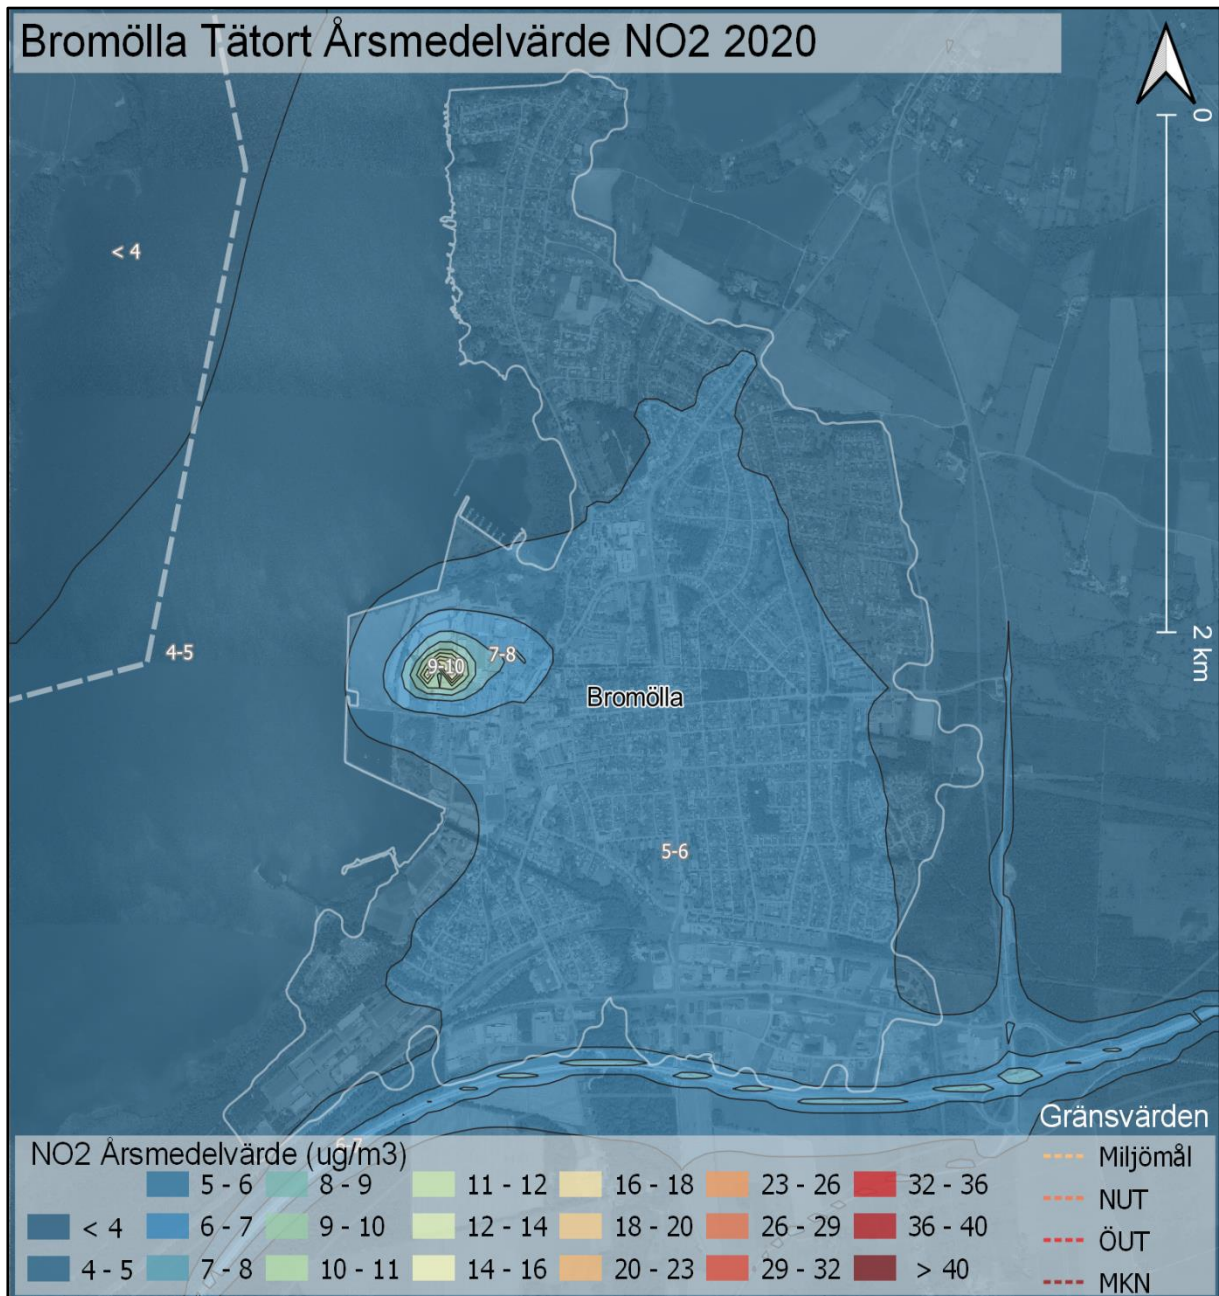 Bromölla Tätort Årsmedelvärde NO2 2020
0
2 km
< 4
4-5
9-10
7-8
Bromölla
5-6
6-7
Gränsvärden
Miljömål
NUT
ÖUT
MKN
NO2 Årsmedelvärde (ug/m3)
< 4
4 - 5
5 - 6
6 - 7
7 - 8
8 - 9
9 - 10
10 - 11
11 - 12
12 - 14
14 - 16
16 - 18
18 - 20
20 - 23
23 - 26
26 - 29
29 - 32
32 - 36
36 - 40
> 40